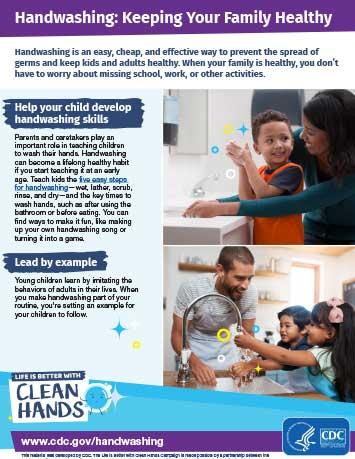 Handwashing: Keeping Your Family Healthy
Handwashing is an easy, cheap, and effective way to prevent the spread of
germs and keep kids and adults healthy. When your family is healthy, you don't
have to worry about missing school, work, or other activities.
Help your child develop
handwashing skills
Parents and caretakers play an
important role in teaching children
to wash their hands. Handwashing
can become a lifelong healthy habit
if you start teaching it at an early
age. Teach kids the five easy steps
for handwashing—wet, lather, scrub,
rinse, and dry—and the key times to
wash hands, such as after using the
bathroom or before eating. You can
find ways to make it fun, like making
up your own handwashing song or
turning it into a game.
Lead by example
Young children learn by imitating the
behaviors of adults in their lives. When
you make handwashing part of your
routine, you're setting an example for
your children to follow.
LIFE IS BETTER WITH
CLEAN
HANDS
CDC
www.cdc.gov/handwashing
This material was developed by CDC. The Life is Better with Clean Hands Campaign is made possible by a partnership between the